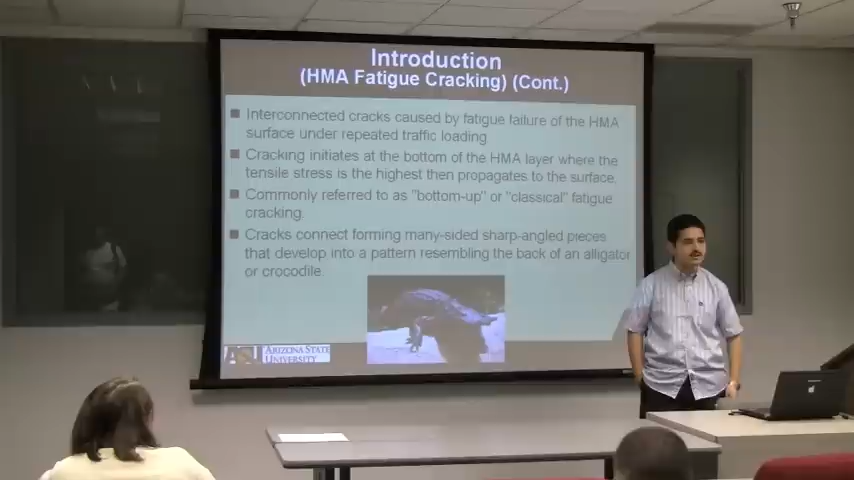 Introduction
(HMA Fatigue Cracking) (Cont.)
Interconnected cracks caused by fatigue failure of the HMA
surface under repeated traffic loading
Cracking initiates at the bottom of the HMA layer where the
tensile stress is the highest then propagates to the surface.
Commonly referred to as "bottom-up" or "classical" fatigue
cracking.
Cracks connect forming many-sided sharp-angled pieces
that develop into a pattern resembling the back of an alligator
or crocodile.
ARIZONA STATE
UNIVERSITY